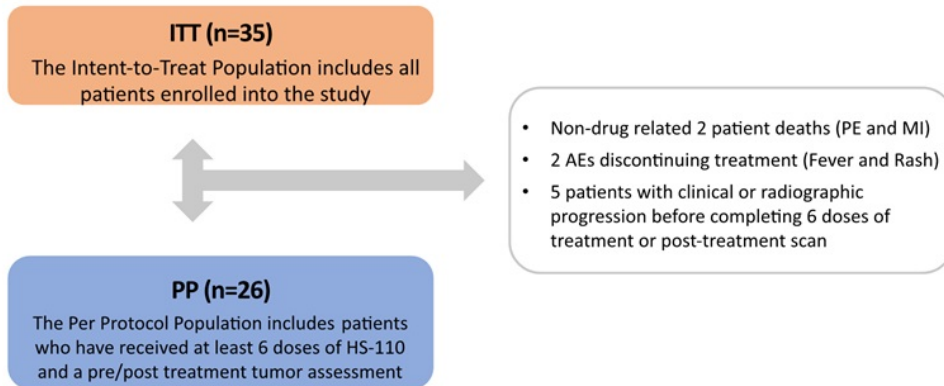 ITT (n=35)
The Intent-to-Treat Population includes all
patients enrolled into the study
• Non-drug related 2 patient deaths (PE and MI)
• 2 AEs discontinuing treatment (Fever and Rash)
• 5 patients with clinical or radiographic
progression before completing 6 doses of
treatment or post-treatment scan
PP (n=26)
The Per Protocol Population includes patients
who have received at least 6 doses of HS-110
and a pre/post treatment tumor assessment